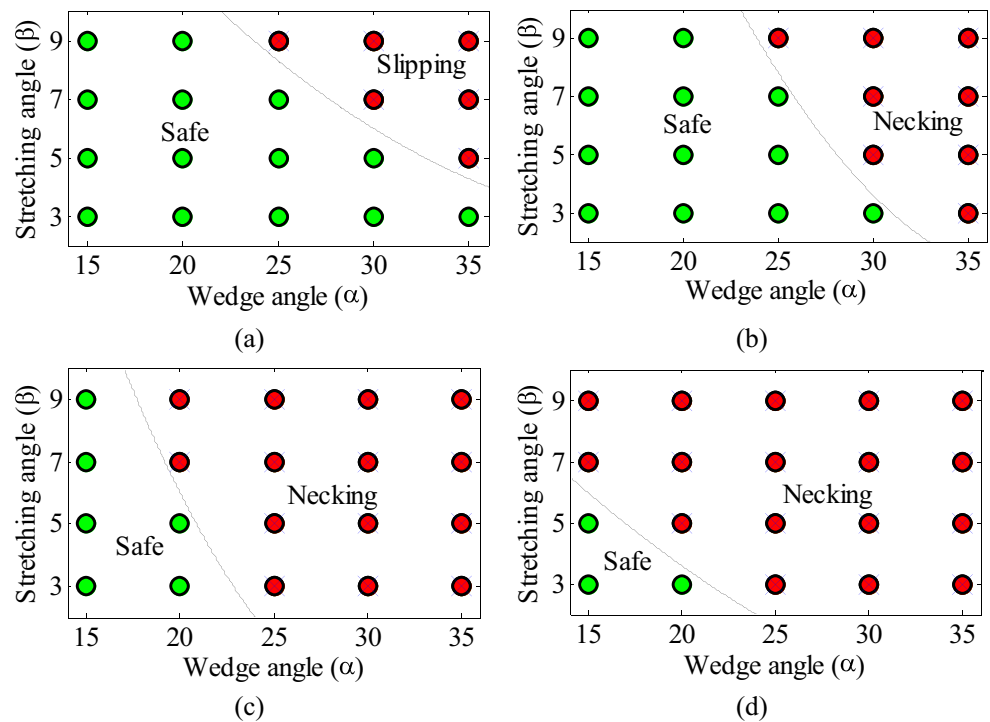 Stretching angle (β)
9
7
5
3
Slipping
Safe
15 20 25 30 35
Wedge angle (α)
(a)
Stretching angle (β)
9
7
5
3
Safe
Necking
15 20 25 30 35
Wedge angle (α)
(b)
Stretching angle (β)
9
7
5
3
Necking
Safe
15 20 25 30 35
Wedge angle (α)
(c)
Stretching angle (β)
9
7
5
3
Necking
Safe
15 20 25 30 35
Wedge angle (α)
(d)